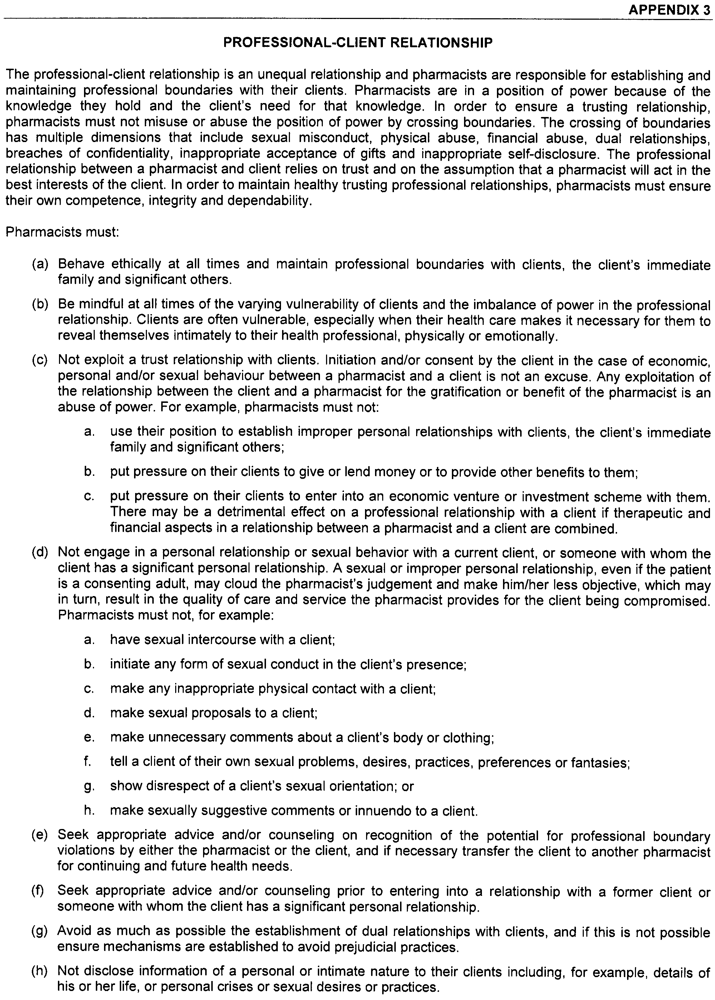 APPENDIX 3
PROFESSIONAL-CLIENT RELATIONSHIP
The professional-client relationship is an unequal relationship and pharmacists are responsible for establishing and
maintaining professional boundaries with their clients. Pharmacists are in a position of power because of the
knowledge they hold and the client's need for that knowledge. In order to ensure a trusting relationship,
pharmacists must not misuse or abuse the position of power by crossing boundaries. The crossing of boundaries
has multiple dimensions that include sexual misconduct, physical abuse, financial abuse, dual relationships,
breaches of confidentiality, inappropriate acceptance of gifts and inappropriate self-disclosure. The professional
relationship between a pharmacist and client relies on trust and on the assumption that a pharmacist will act in the
best interests of the client. In order to maintain healthy trusting professional relationships, pharmacists must ensure
their own competence, integrity and dependability.
Pharmacists must:
(a) Behave ethically at all times and maintain professional boundaries with clients, the client's immediate
family and significant others.
(b) Be mindful at all times of the varying vulnerability of clients and the imbalance of power in the professional
relationship. Clients are often vulnerable, especially when their health care makes it necessary for them to
reveal themselves intimately to their health professional, physically or emotionally.
(c) Not exploit a trust relationship with clients. Initiation and/or consent by the client in the case of economic,
personal and/or sexual behaviour between a pharmacist and a client is not an excuse. Any exploitation of
the relationship between the client and a pharmacist for the gratification or benefit of the pharmacist is an
abuse of power. For example, pharmacists must not:
a. use their position to establish improper personal relationships with clients, the client's immediate
family and significant others;
b. put pressure on their clients to give or lend money or to provide other benefits to them;
c. put pressure on their clients to enter into an economic venture or investment scheme with them.
There may be a detrimental effect on a professional relationship with a client if therapeutic and
financial aspects in a relationship between a pharmacist and a client are combined.
(d) Not engage in a personal relationship or sexual behavior with a current client, or someone with whom the
client has a significant personal relationship. A sexual or improper personal relationship, even if the patient
is a consenting adult, may cloud the pharmacist's judgement and make him/her less objective, which may
in turn, result in the quality of care and service the pharmacist provides for the client being compromised.
Pharmacists must not, for example:
a. have sexual intercourse with a client;
b. initiate any form of sexual conduct in the client's presence;
c. make any inappropriate physical contact with a client;
d. make sexual proposals to a client;
e. make unnecessary comments about a client's body or clothing;
f. tell a client of their own sexual problems, desires, practices, preferences or fantasies;
g. show disrespect of a client's sexual orientation; or
h. make sexually suggestive comments or innuendo to a client.
(e) Seek appropriate advice and/or counseling on recognition of the potential for professional boundary
violations by either the pharmacist or the client, and if necessary transfer the client to another pharmacist
for continuing and future health needs.
(f) Seek appropriate advice and/or counseling prior to entering into a relationship with a former client or
someone with whom the client has a significant personal relationship.
(g) Avoid as much as possible the establishment of dual relationships with clients, and if this is not possible
ensure mechanisms are established to avoid prejudicial practices.
(h) Not disclose information of a personal or intimate nature to their clients including, for example, details of
his or her life, or personal crises or sexual desires or practices.